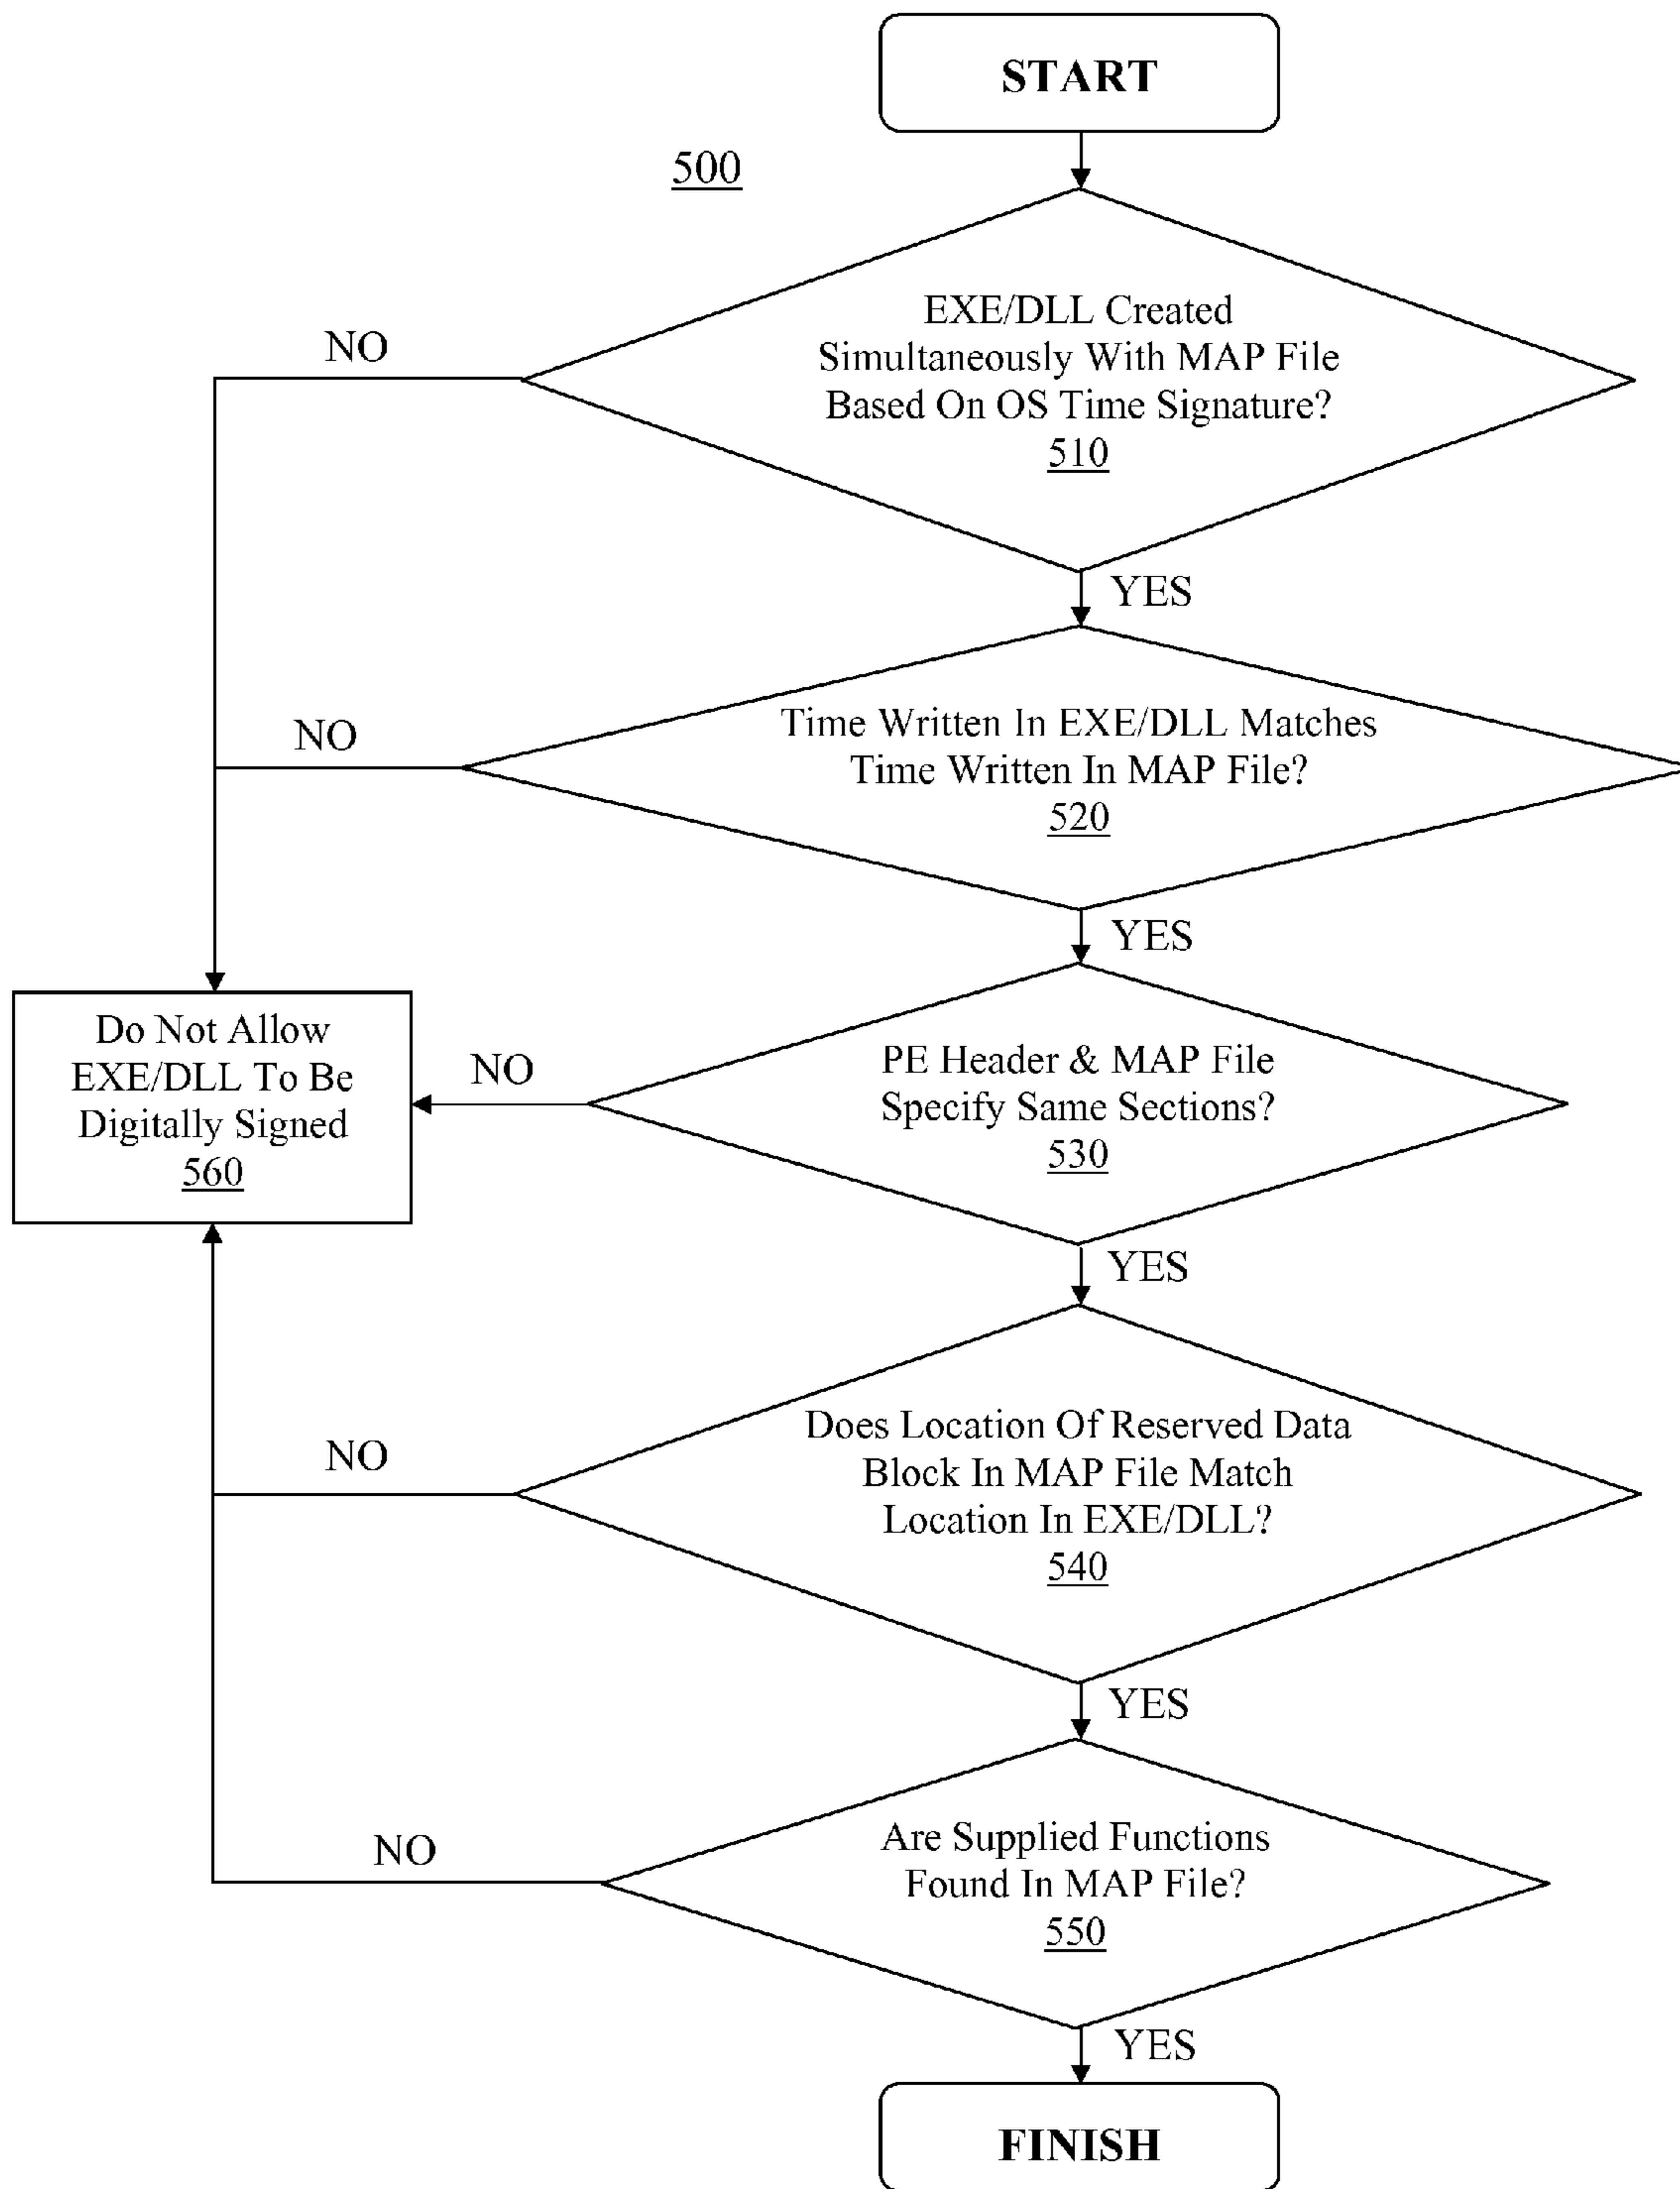 START
500
EXE/DLL Created
Simultaneously With MAP File
Based On OS Time Signature?
510
NO
YES
Time Written In EXE/DLL Matches
Time Written In MAP File?
520
NO
YES
PE Header & MAP File
Specify Same Sections?
530
NO
Do Not Allow
EXE/DLL To Be
Digitally Signed
560
YES
Does Location Of Reserved Data
Block In MAP File Match
Location In EXE/DLL?
540
NO
YES
Are Supplied Functions
Found In MAP File?
550
NO
YES
FINISH